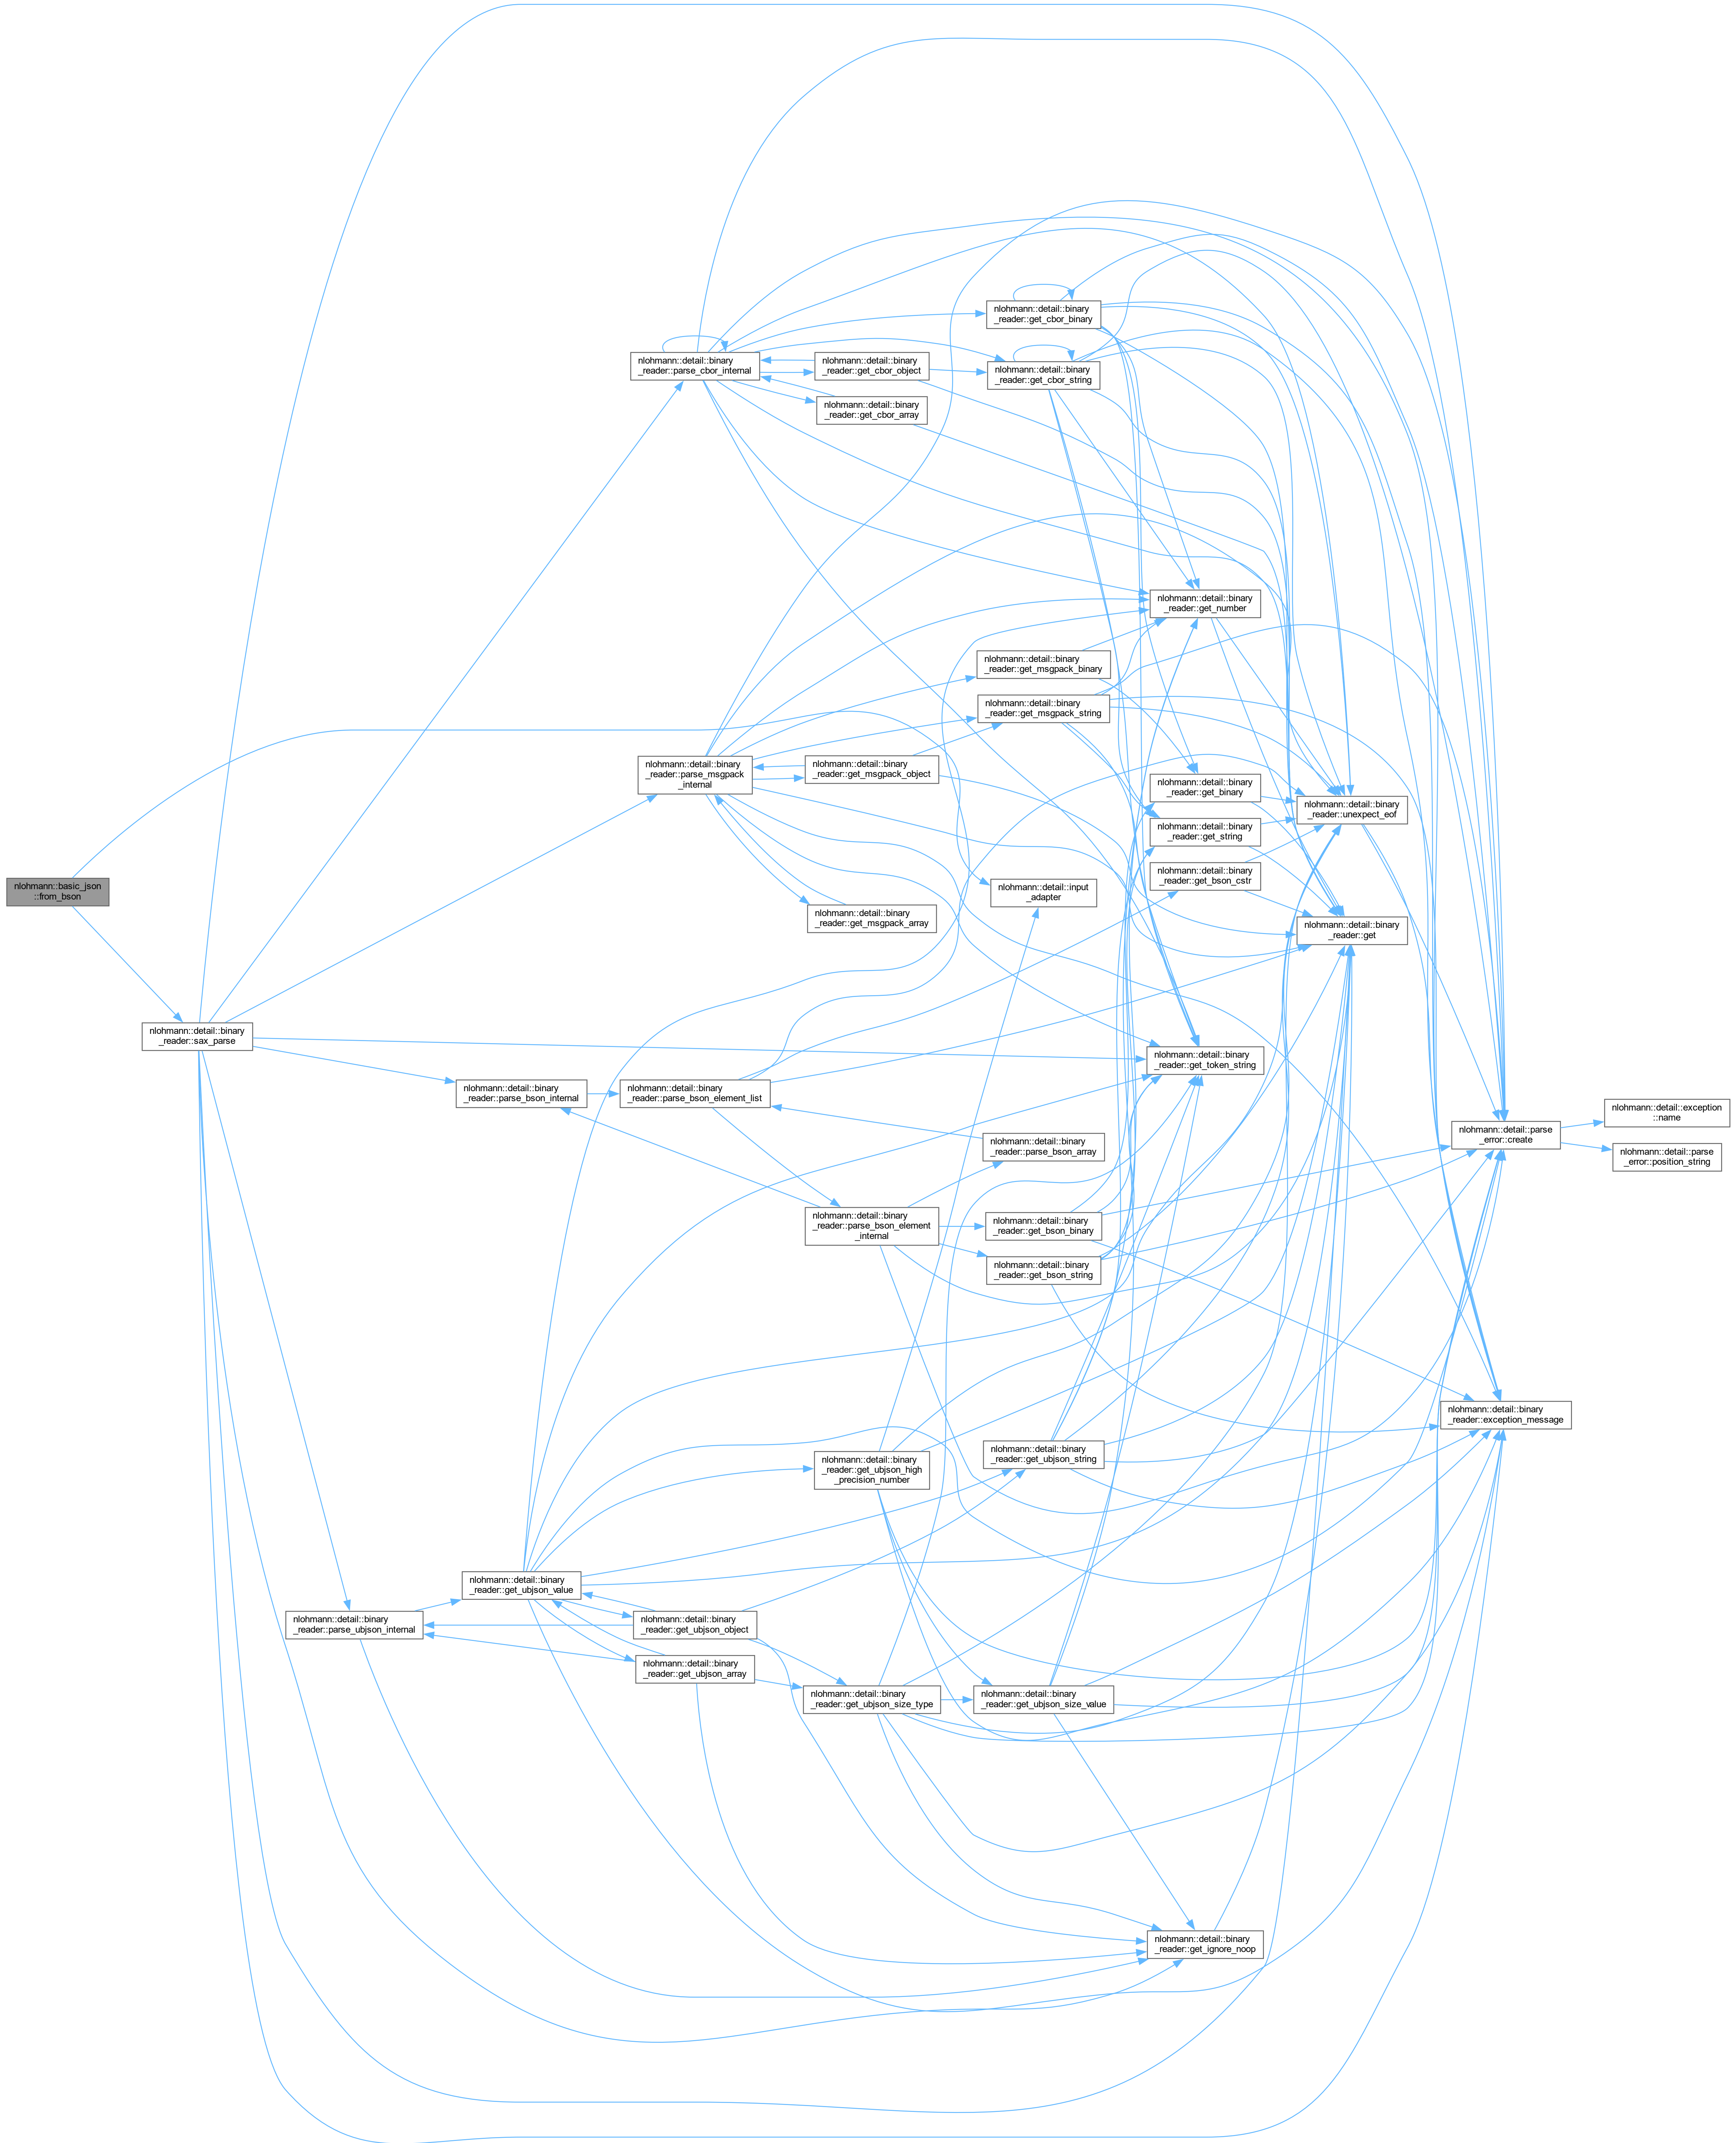 nlohmann::basic_json
::from_bson
nlohmann::detail::binary
_reader::sax_parse
nlohmann::detail::binary
_reader::parse_ubjson_internal
nlohmann::detail::binary
_reader::parse_bson_internal
nlohmann::detail::binary
_reader::get_ubjson_value
nlohmann::detail::binary
_reader::parse_cbor_internal
nlohmann::detail::binary
_reader::parse_msgpack
_internal
nlohmann::detail::binary
_reader::parse_bson_element_list
nlohmann::detail::binary
_reader::get_ubjson_object
nlohmann::detail::binary
_reader::get_ubjson_array
nlohmann::detail::binary
_reader::get_cbor_object
nlohmann::detail::binary
_reader::get_cbor_array
nlohmann::detail::binary
_reader::get_msgpack_object
nlohmann::detail::binary
_reader::get_msgpack_array
nlohmann::detail::binary
_reader::parse_bson_element
_internal
nlohmann::detail::binary
_reader::get_ubjson_high
_precision_number
nlohmann::detail::binary
_reader::get_ubjson_size_type
nlohmann::detail::binary
_reader::get_cbor_binary
nlohmann::detail::binary
_reader::get_cbor_string
nlohmann::detail::binary
_reader::get_msgpack_binary
nlohmann::detail::binary
_reader::get_msgpack_string
nlohmann::detail::input
_adapter
nlohmann::detail::binary
_reader::parse_bson_array
nlohmann::detail::binary
_reader::get_bson_binary
nlohmann::detail::binary
_reader::get_bson_string
nlohmann::detail::binary
_reader::get_ubjson_string
nlohmann::detail::binary
_reader::get_ubjson_size_value
nlohmann::detail::binary
_reader::get_number
nlohmann::detail::binary
_reader::get_binary
nlohmann::detail::binary
_reader::get_string
nlohmann::detail::binary
_reader::get_bson_cstr
nlohmann::detail::binary
_reader::get_token_string
nlohmann::detail::binary
_reader::get_ignore_noop
nlohmann::detail::binary
_reader::unexpect_eof
nlohmann::detail::binary
_reader::get
nlohmann::detail::parse
_error::create
nlohmann::detail::binary
_reader::exception_message
nlohmann::detail::exception
::name
nlohmann::detail::parse
_error::position_string